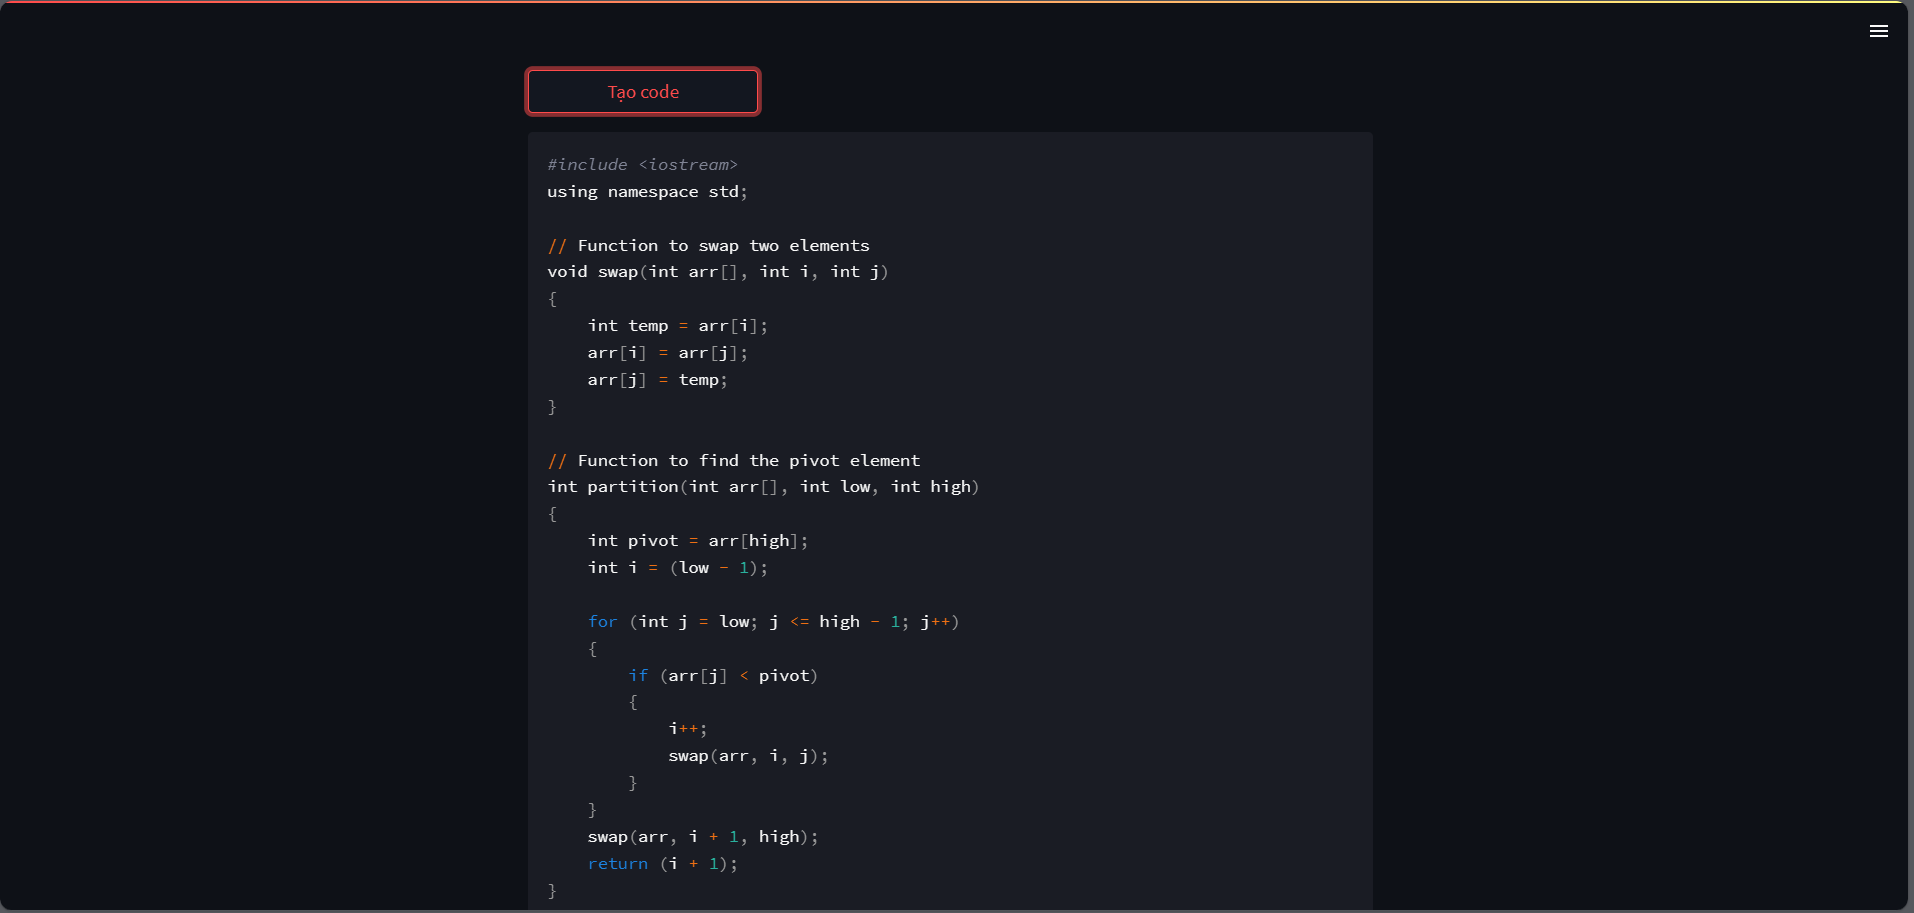 Tạo code
#include <iostream>
using namespace std;
// Function to swap two elements
void swap(int arr[], int i, int j)
{
    int temp = arr[i];
    arr[i] = arr[j];
    arr[j] = temp;
}
// Function to find the pivot element
int partition(int arr[], int low, int high)
{
    int pivot = arr[high];
    int i = (low - 1);
    for (int j = low; j <= high - 1; j++)
    {
        if (arr[j] < pivot)
        {
            i++;
            swap(arr, i, j);
        }
    }
    swap(arr, i + 1, high);
    return (i + 1);
}